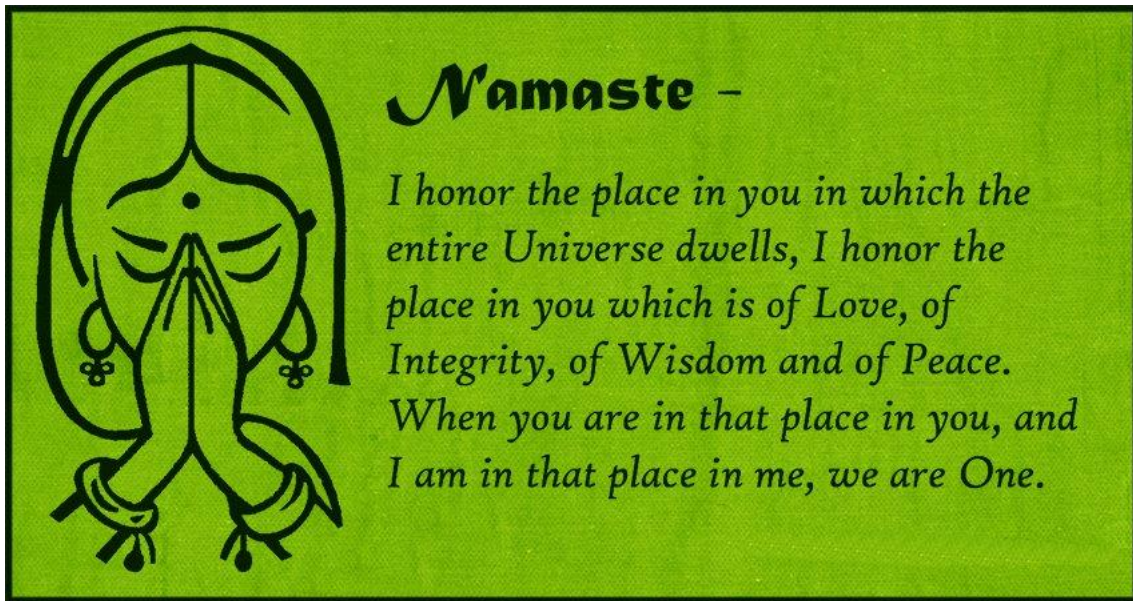 Namaste –
I honor the place in you in which the
entire Universe dwells, I honor the
place in you which is of Love, of
Integrity, of Wisdom and of Peace.
When you are in that place in you, and
I am in that place in me, we are One.